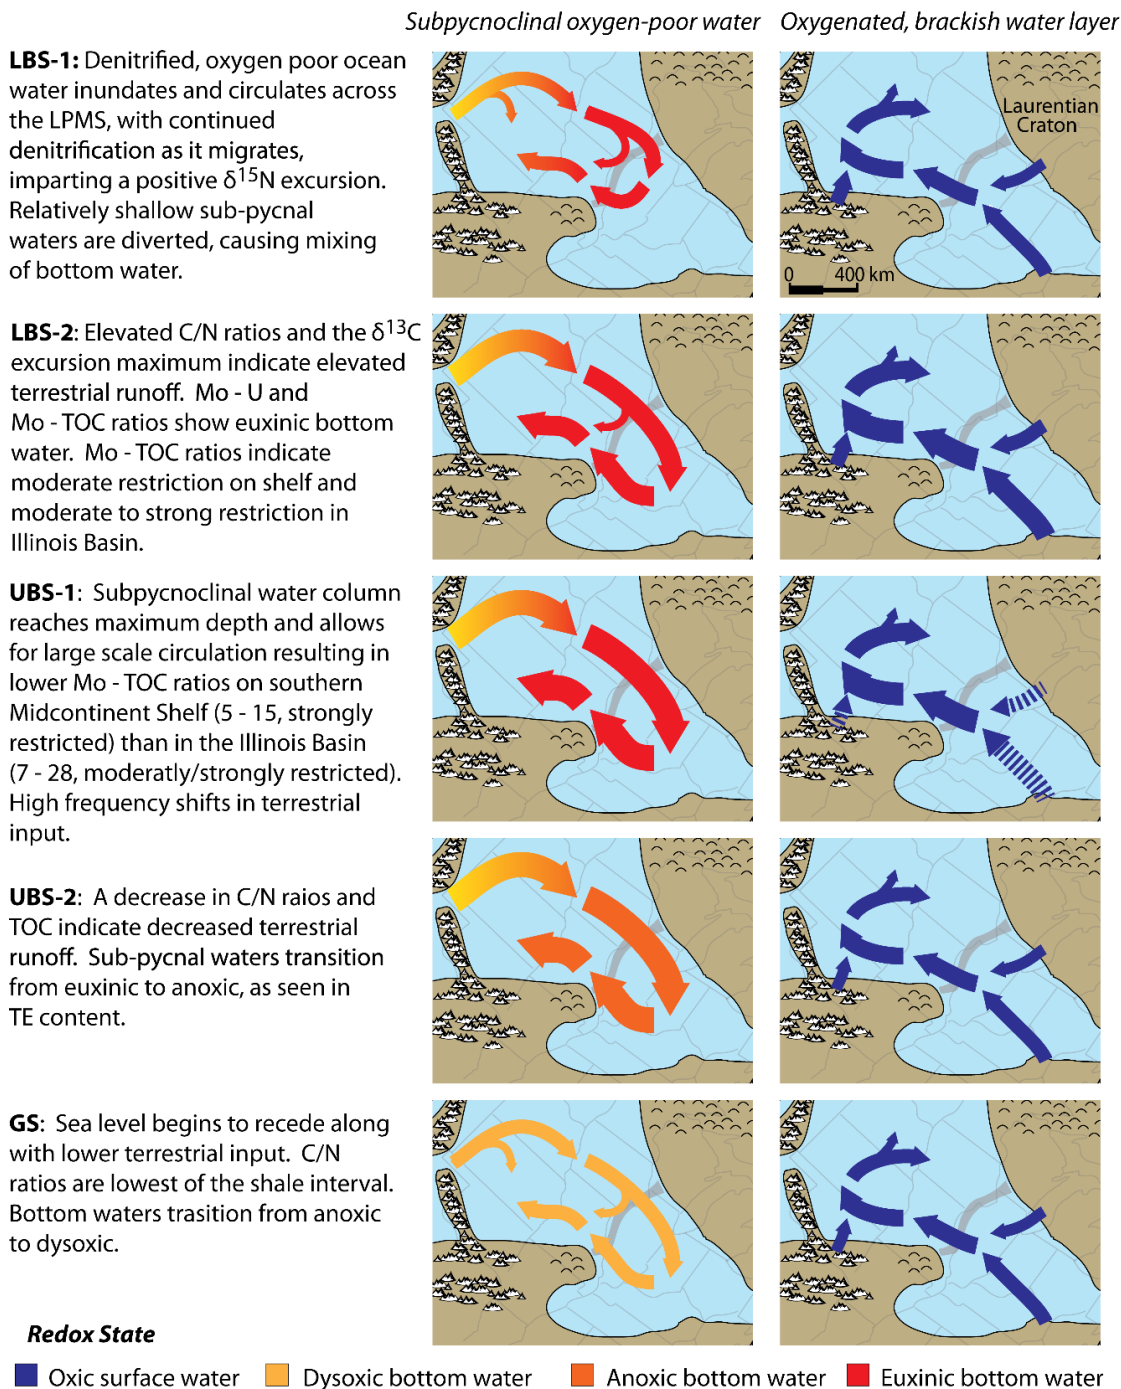 Subpycnoclinal oxygen-poor water
Oxygenated, brackish water layer
LBS-1: Denitrified, oxygen poor ocean
water inundates and circulates across
the LPMS, with continued
denitrification as it migrates,
imparting a positive δ¹⁵N excursion.
Relatively shallow sub-pycnal
waters are diverted, causing mixing
of bottom water.
Laurentian
Craton
0 400 km
LBS-2: Elevated C/N ratios and the δ¹³C
excursion maximum indicate elevated
terrestrial runoff. Mo - U and
Mo - TOC ratios show euxinic bottom
water. Mo - TOC ratios indicate
moderate restriction on shelf and
moderate to strong restriction in
Illinois Basin.
UBS-1: Subpycnoclinal water column
reaches maximum depth and allows
for large scale circulation resulting in
lower Mo - TOC ratios on southern
Midcontinent Shelf (5 - 15, strongly
restricted) than in the Illinois Basin
(7 - 28, moderatly/strongly restricted).
High frequency shifts in terrestrial
input.
UBS-2: A decrease in C/N raios and
TOC indicate decreased terrestrial
runoff. Sub-pycnal waters transition
from euxinic to anoxic, as seen in
TE content.
GS: Sea level begins to recede along
with lower terrestrial input. C/N
ratios are lowest of the shale interval.
Bottom waters trasition from anoxic
to dysoxic.
Redox State
Oxic surface water
Dysoxic bottom water
Anoxic bottom water
Euxinic bottom water